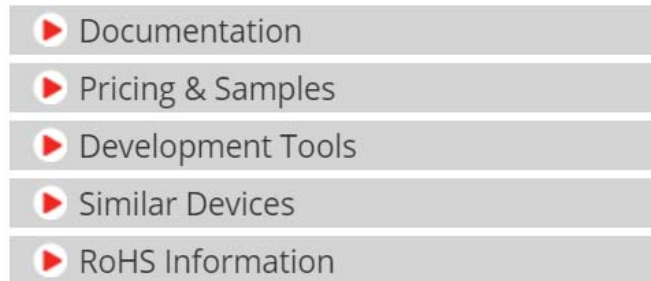 Documentation
Pricing & Samples
Development Tools
Similar Devices
RoHS Information